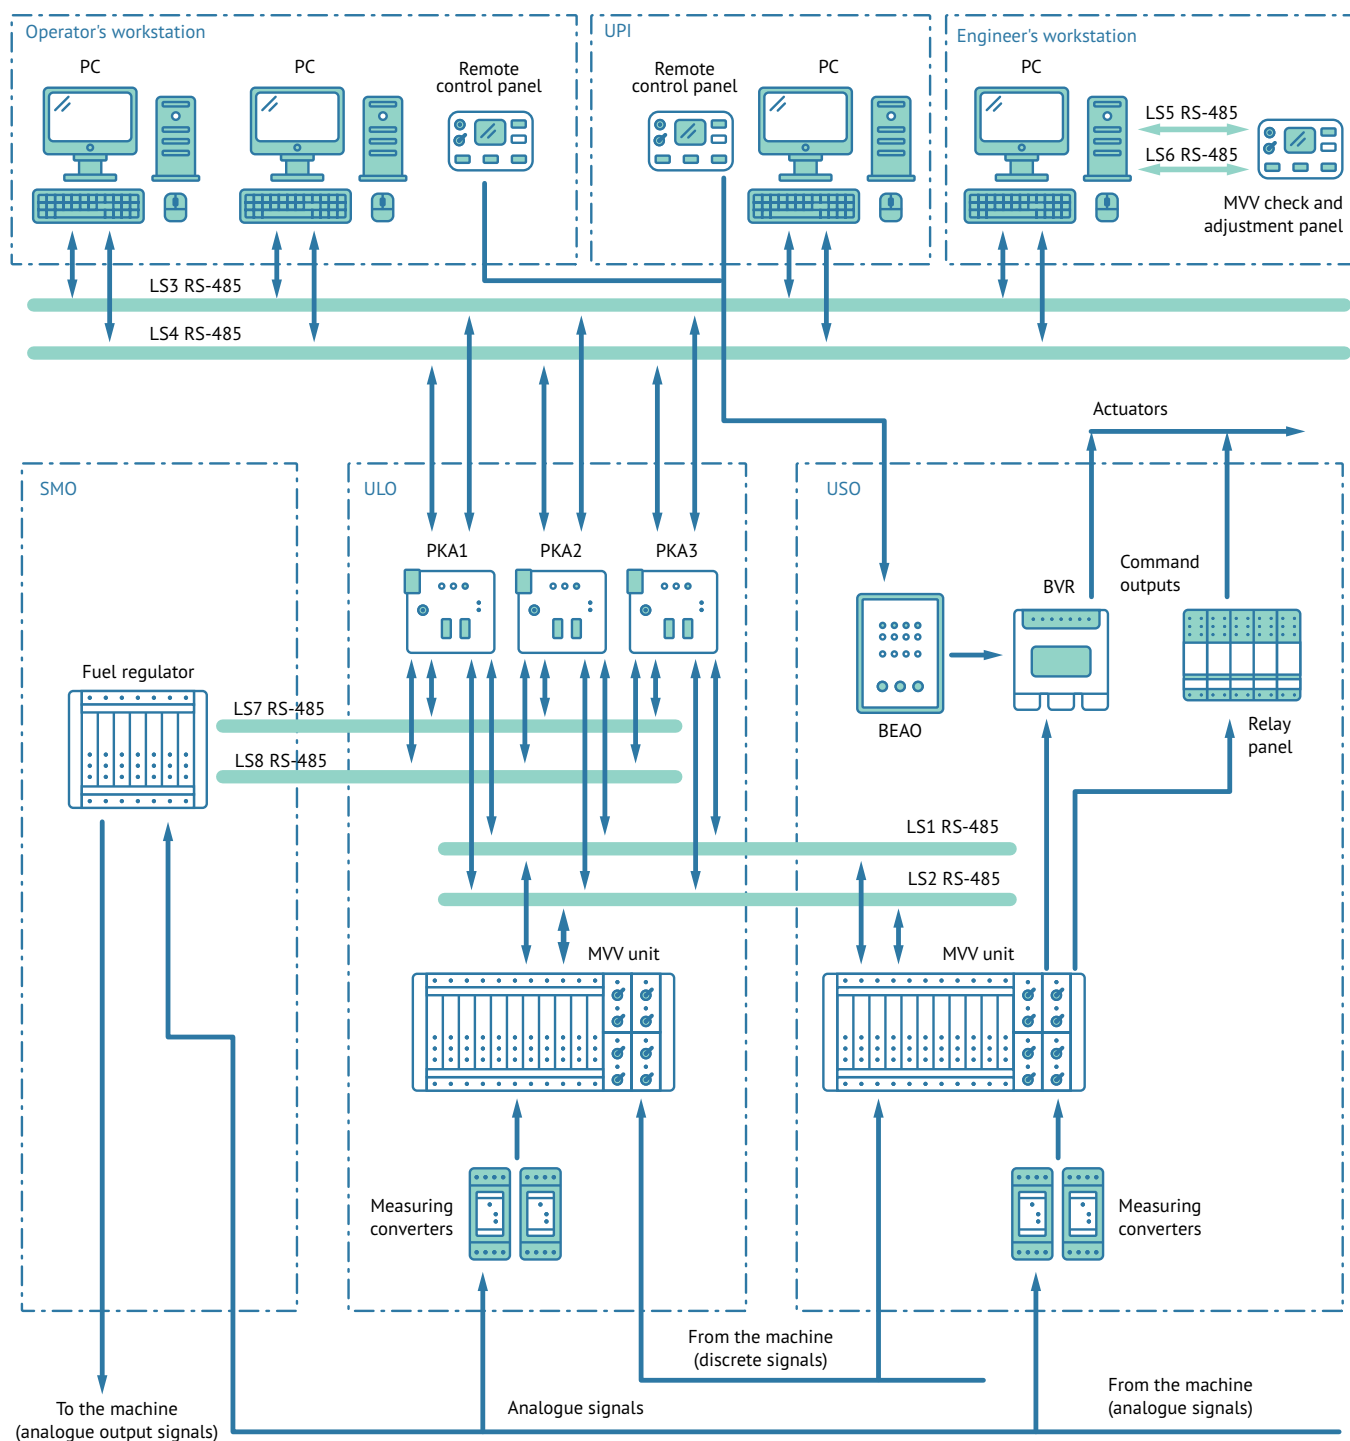 Operator's workstation
PC
PC
Remote
control panel
UPI
Remote
control panel
PC
Engineer's workstation
PC
LS5 RS-485
LS6 RS-485
MVV check and
adjustment panel
LS3 RS-485
LS4 RS-485
Actuators
SMO
ULO
USO
PKA1
PKA2
PKA3
Command
outputs
BVR
Fuel regulator
LS7 RS-485
LS8 RS-485
BEAO
Relay
panel
LS1 RS-485
LS2 RS-485
MVV unit
MVV unit
Measuring
converters
Measuring
converters
From the machine
(discrete signals)
To the machine
(analogue output signals)
Analogue signals
From the machine
(analogue signals)